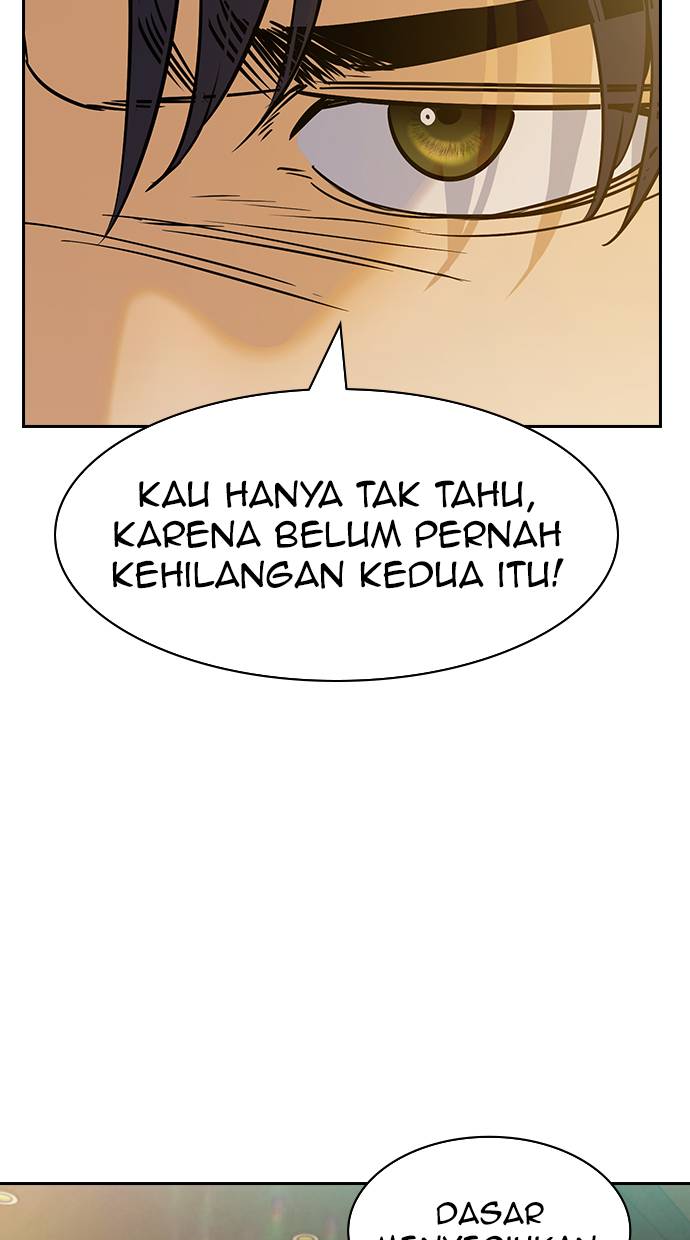 KAU HANYA TAK TAHU,
KARENA BELUM PERNAH
KEHILANGAN KEDUA ITU!
DASAR